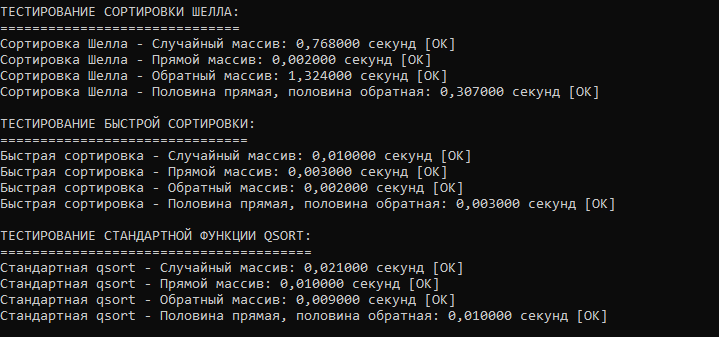 ТЕСТИРОВАНИЕ СОРТИРОВКИ ШЕЛЛА:
==============================
Сортировка Шелла - Случайный массив: 0,768000 секунд [OK]
Сортировка Шелла - Прямой массив: 0,002000 секунд [OK]
Сортировка Шелла - Обратный массив: 1,324000 секунд [OK]
Сортировка Шелла - Половина прямая, половина обратная: 0,307000 секунд [OK]
ТЕСТИРОВАНИЕ БЫСТРОЙ СОРТИРОВКИ:
===============================
Быстрая сортировка - Случайный массив: 0,010000 секунд [OK]
Быстрая сортировка - Прямой массив: 0,003000 секунд [OK]
Быстрая сортировка - Обратный массив: 0,002000 секунд [OK]
Быстрая сортировка - Половина прямая, половина обратная: 0,003000 секунд [OK]
ТЕСТИРОВАНИЕ СТАНДАРТНОЙ ФУНКЦИИ QSORT:
=======================================
Стандартная qsort - Случайный массив: 0,021000 секунд [OK]
Стандартная qsort - Прямой массив: 0,010000 секунд [OK]
Стандартная qsort - Обратный массив: 0,009000 секунд [OK]
Стандартная qsort - Половина прямая, половина обратная: 0,010000 секунд [OK]